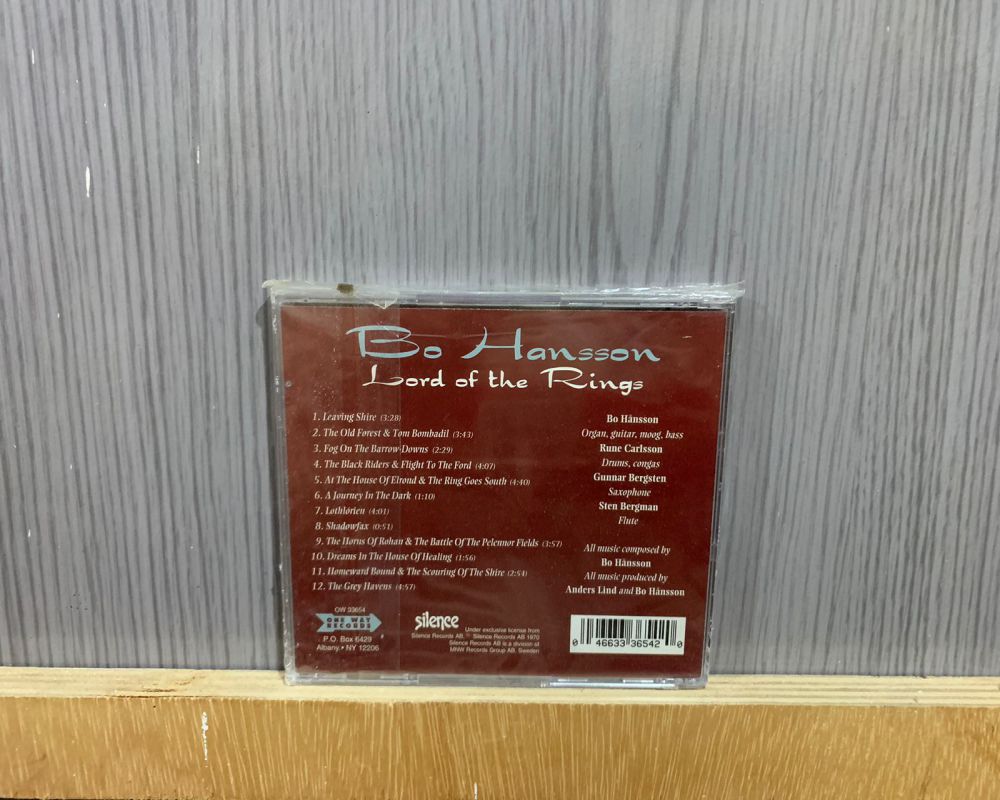 Bo Hansson
Lord of the Rings
1. Leaving Shire (3:28)
2. The Old Forest & Tom Bombadil (3:43)
3. Fog On The Barrow-Downs (2:29)
4. The Black Riders & Flight To The Ford (4:07)
5. At The House Of Elrond & The Ring Goes South (4:40)
6. A Journey In The Dark (1:10)
7. Lothlórien (4:01)
8. Shadowfax (0:51)
9. The Horns Of Rohan & The Battle Of The Pelennor Fields (3:57)
10. Dreams In The House Of Healing (1:56)
11. Homeward Bound & The Scouring Of The Shire (2:54)
12. The Grey Havens (4:57)
Bo Hånsson
Organ, guitar, moog, bass
Rune Carlsson
Drums, congas
Gunnar Bergsten
Saxophone
Sten Bergman
Flute
All music composed by
Bo Hånsson
All music produced by
Anders Lind and Bo Hånsson
OW 33654
ONE WAY
RECORDS
P.O. Box 6429
Albany, NY 12206
silence
Under exclusive license from
Silence Records AB, ℗ Silence Records AB 1970
Silence Records AB is a division of
MNW Records Group AB, Sweden
0 46633 36542 0